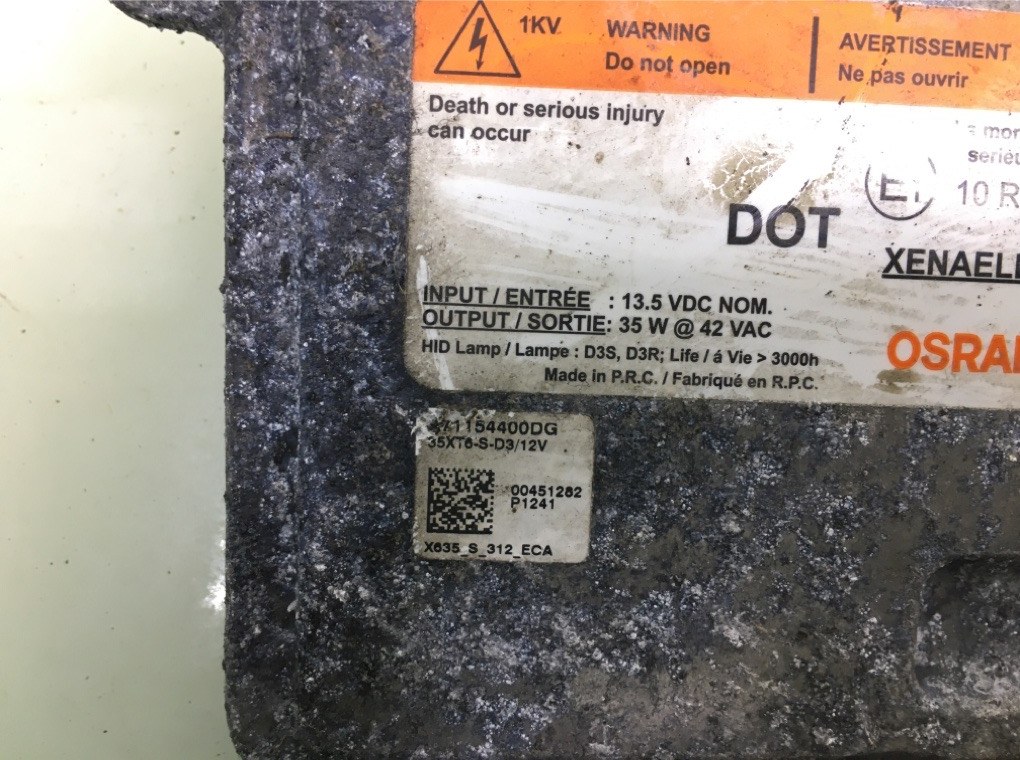 1KV WARNING
Do not open
AVERTISSEMENT
Ne pas ouvrir
Death or serious injury
can occur
10 R
DOT
INPUT / ENTRÉE : 13.5 VDC NOM.
OUTPUT / SORTIE: 35 W @ 42 VAC
HID Lamp / Lampe : D3S, D3R; Life / á Vie > 3000h
Made in P.R.C. / Fabriqué en R.P.C.
XENAEL
OSRA
1154400DG
35XT6-S-D3/12V
00451282
P1241
X635_S_312_ECA